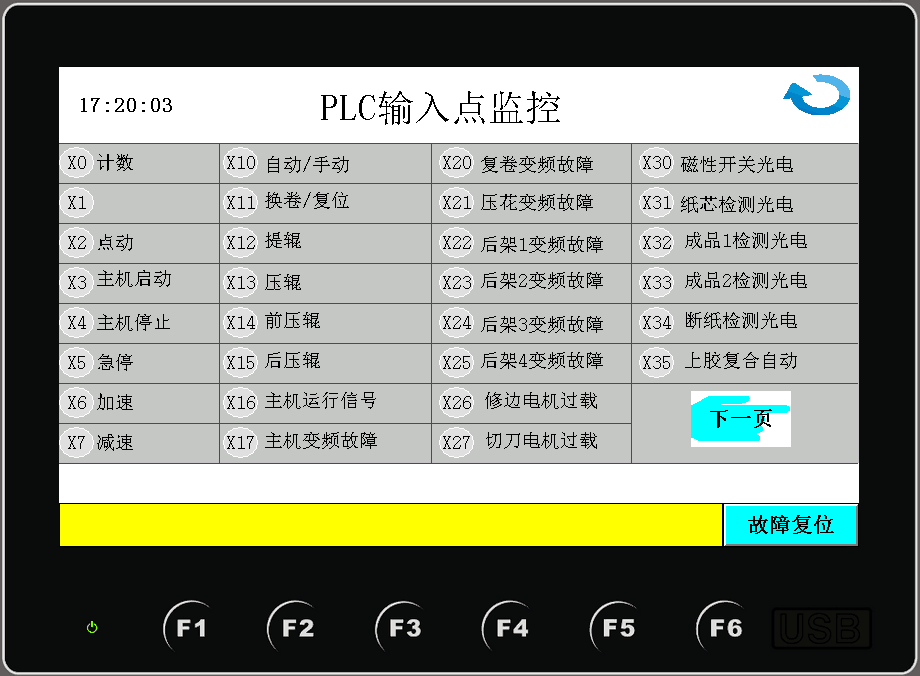 17:20:03
PLC输入点监控
X0 计数 X10 自动/手动 X20 复卷变频故障 X30 磁性开关光电
X1 X11 换卷/复位 X21 压花变频故障 X31 纸芯检测光电
X2 点动 X12 提辊 X22 后架1变频故障 X32 成品1检测光电
X3 主机启动 X13 压辊 X23 后架2变频故障 X33 成品2检测光电
X4 主机停止 X14 前压辊 X24 后架3变频故障 X34 断纸检测光电
X5 急停 X15 后压辊 X25 后架4变频故障 X35 上胶复合自动
X6 加速 X16 主机运行信号 X26 修边电机过载
X7 减速 X17 主机变频故障 X27 切刀电机过载
下一页
故障复位
F1 F2 F3 F4 F5 F6 USB